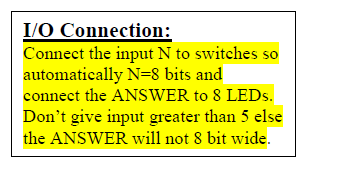 I/O Connection:
Connect the input N to switches so
automatically N=8 bits and
connect the ANSWER to 8 LEDs.
Don't give input greater than 5 else
the ANSWER will not 8 bit wide.